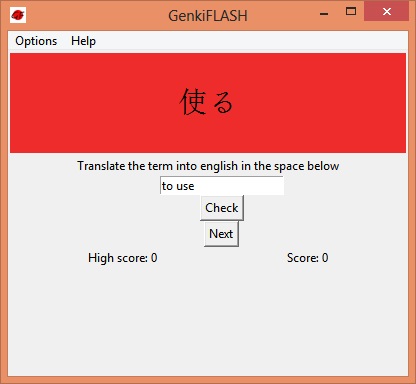 GenkiFLASH
Options Help
使る
Translate the term into english in the space below
to use
Check
Next
High score: 0 Score: 0